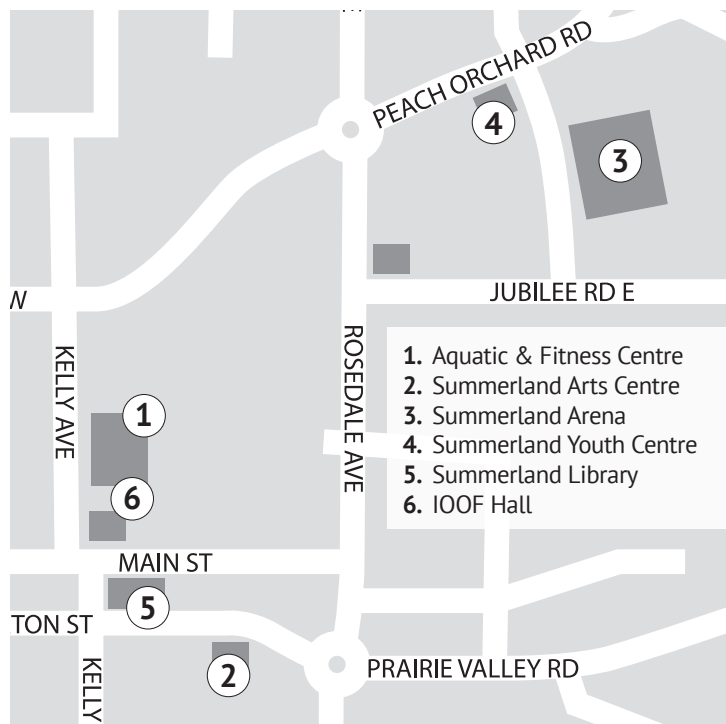 PEACH ORCHARD RD
4
3
W
JUBILEE RD E
KELLY AVE
ROSEDALE AVE
1. Aquatic & Fitness Centre
2. Summerland Arts Centre
3. Summerland Arena
4. Summerland Youth Centre
5. Summerland Library
6. IOOF Hall
1
6
MAIN ST
5
TON ST
2
KELLY
PRAIRIE VALLEY RD